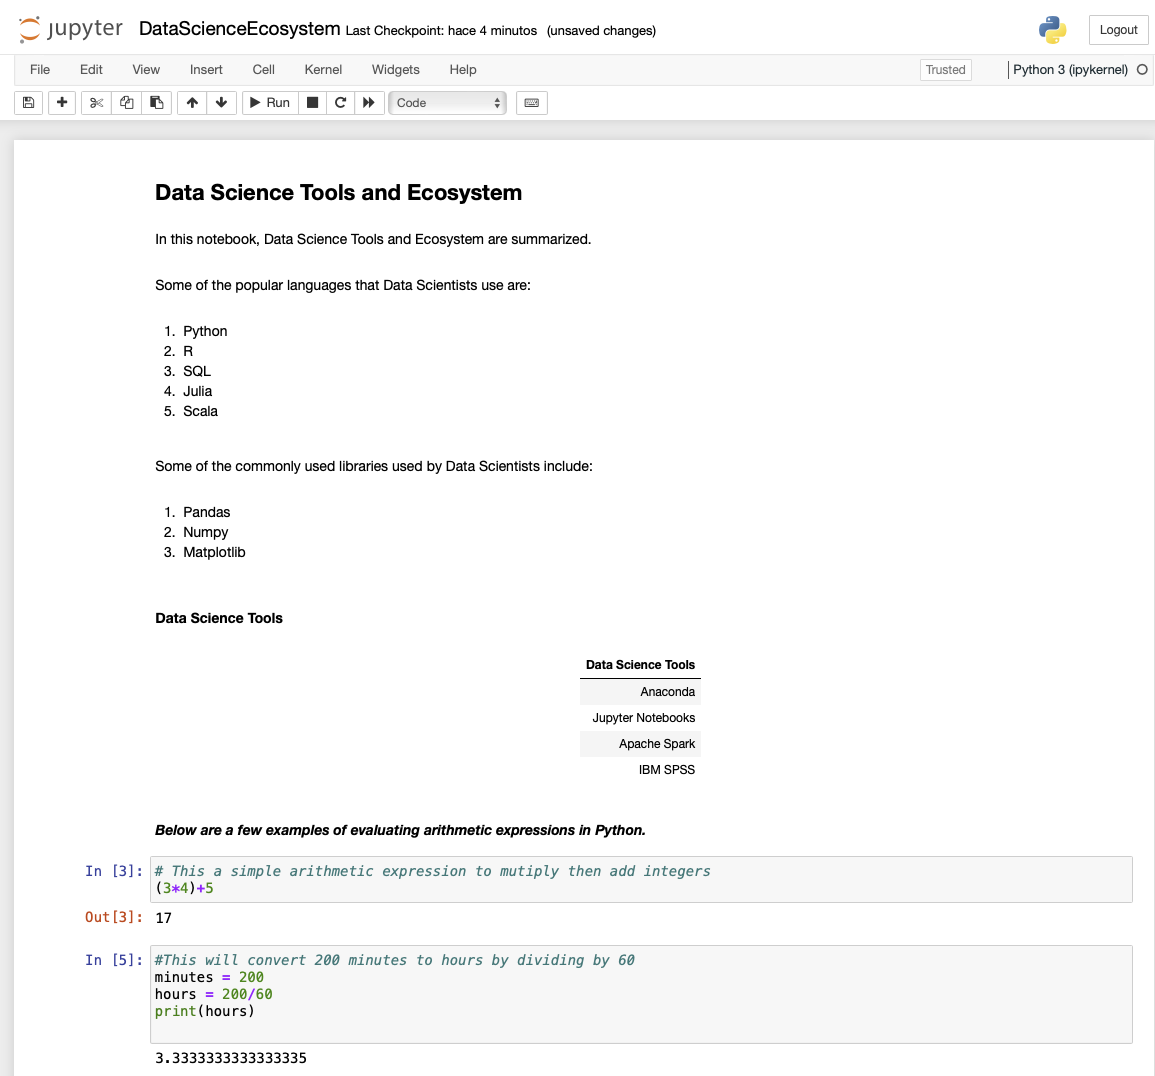 jupyter DataScienceEcosystem Last Checkpoint: hace 4 minutos (unsaved changes) Logout
File Edit View Insert Cell Kernel Widgets Help Trusted Python 3 (ipykernel)
Run Code
Data Science Tools and Ecosystem
In this notebook, Data Science Tools and Ecosystem are summarized.
Some of the popular languages that Data Scientists use are:
1. Python
2. R
3. SQL
4. Julia
5. Scala
Some of the commonly used libraries used by Data Scientists include:
1. Pandas
2. Numpy
3. Matplotlib
Data Science Tools
Data Science Tools
Anaconda
Jupyter Notebooks
Apache Spark
IBM SPSS
Below are a few examples of evaluating arithmetic expressions in Python.
In [3]: # This a simple arithmetic expression to mutiply then add integers
(3*4)+5
Out[3]: 17
In [5]: #This will convert 200 minutes to hours by dividing by 60
minutes = 200
hours = 200/60
print(hours)
3.3333333333333335